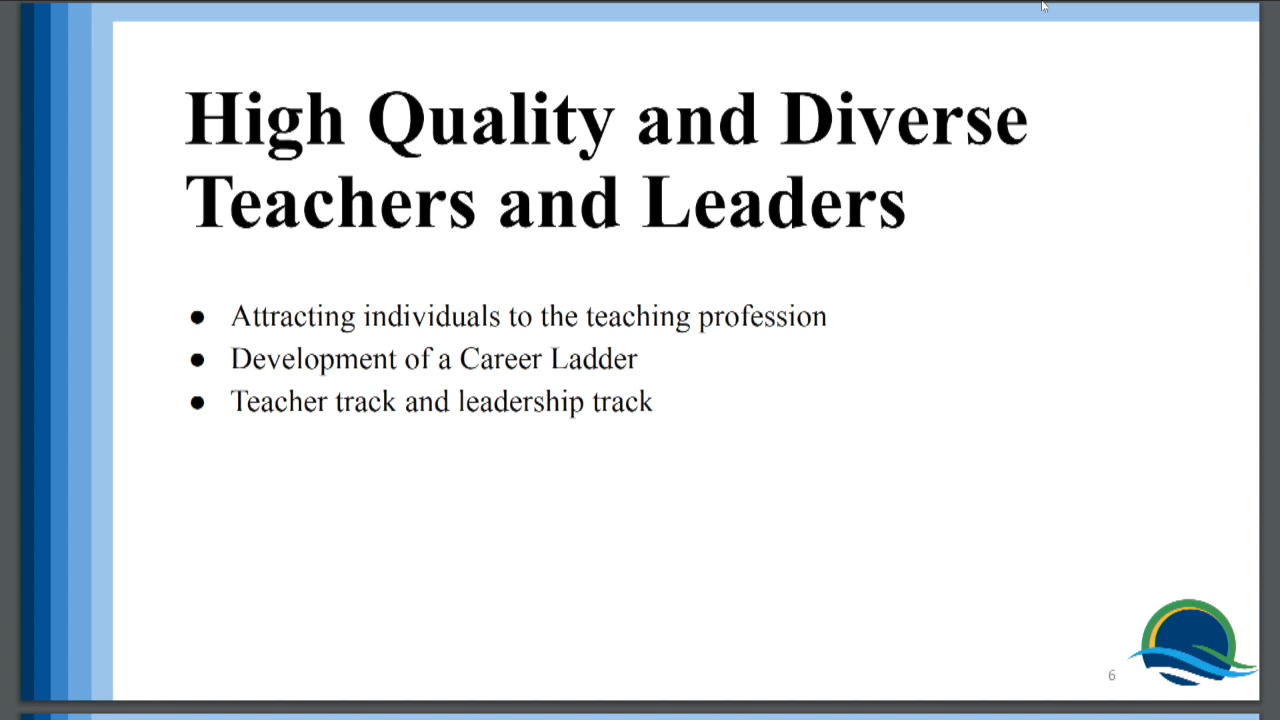 High Quality and Diverse
Teachers and Leaders
● Attracting individuals to the teaching profession
● Development of a Career Ladder
● Teacher track and leadership track
6